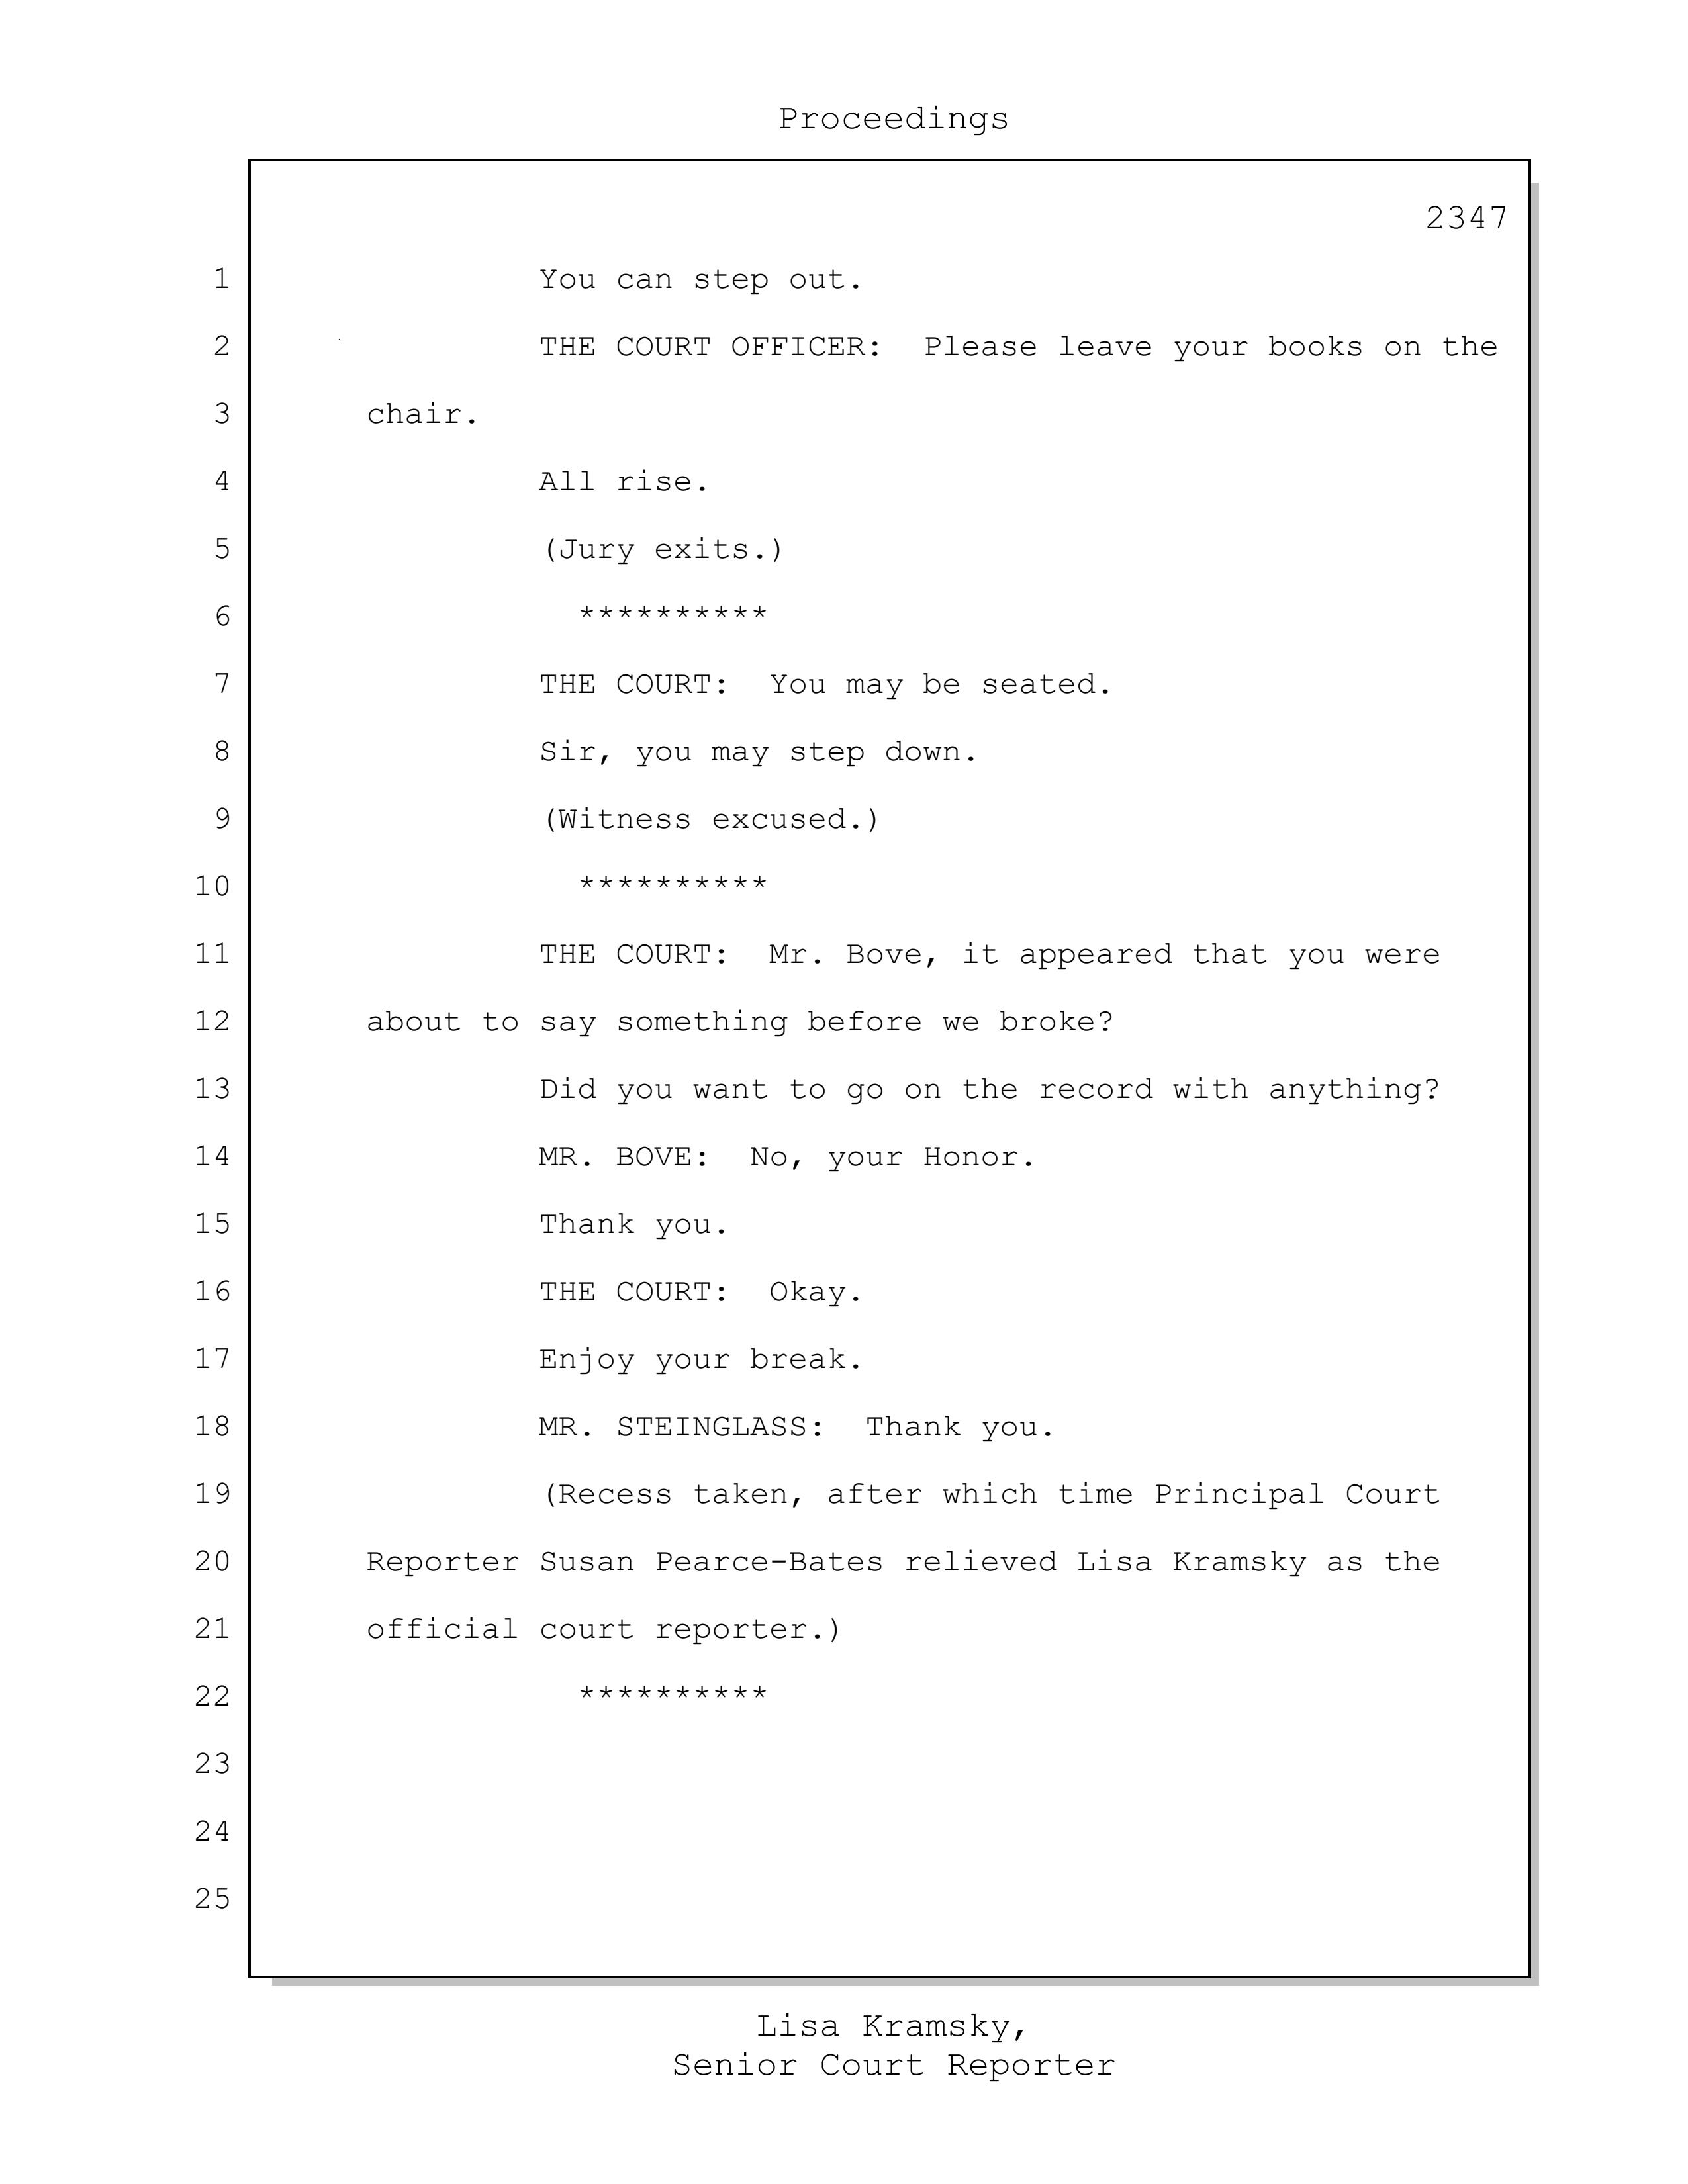 Proceedings
2347
1 You can step out.
2 THE COURT OFFICER: Please leave your books on the
3 chair.
4 All rise.
5 (Jury exits.)
6 **********
7 THE COURT: You may be seated.
8 Sir, you may step down.
9 (Witness excused.)
10 **********
11 THE COURT: Mr. Bove, it appeared that you were
12 about to say something before we broke?
13 Did you want to go on the record with anything?
14 MR. BOVE: No, your Honor.
15 Thank you.
16 THE COURT: Okay.
17 Enjoy your break.
18 MR. STEINGLASS: Thank you.
19 (Recess taken, after which time Principal Court
20 Reporter Susan Pearce-Bates relieved Lisa Kramsky as the
21 official court reporter.)
22 **********
23
24
25
Lisa Kramsky,
Senior Court Reporter